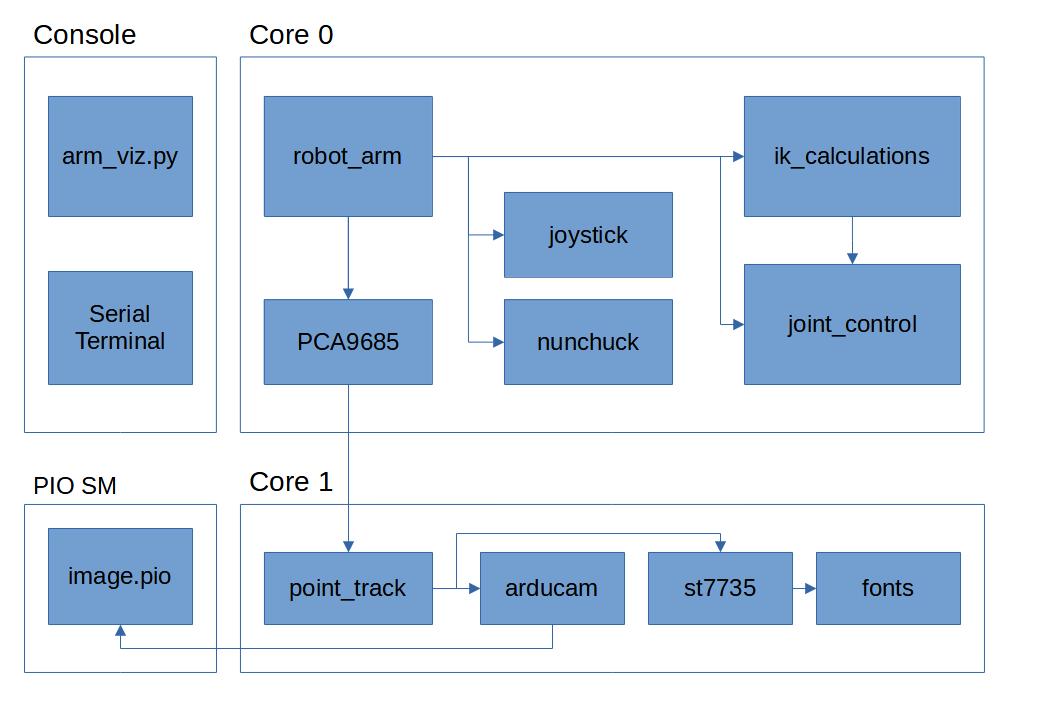 Console
arm_viz.py
Serial
Terminal
Core 0
robot_arm
ik_calculations
joystick
PCA9685
nunchuck
joint_control
PIO SM
image.pio
Core 1
point_track
arducam
st7735
fonts